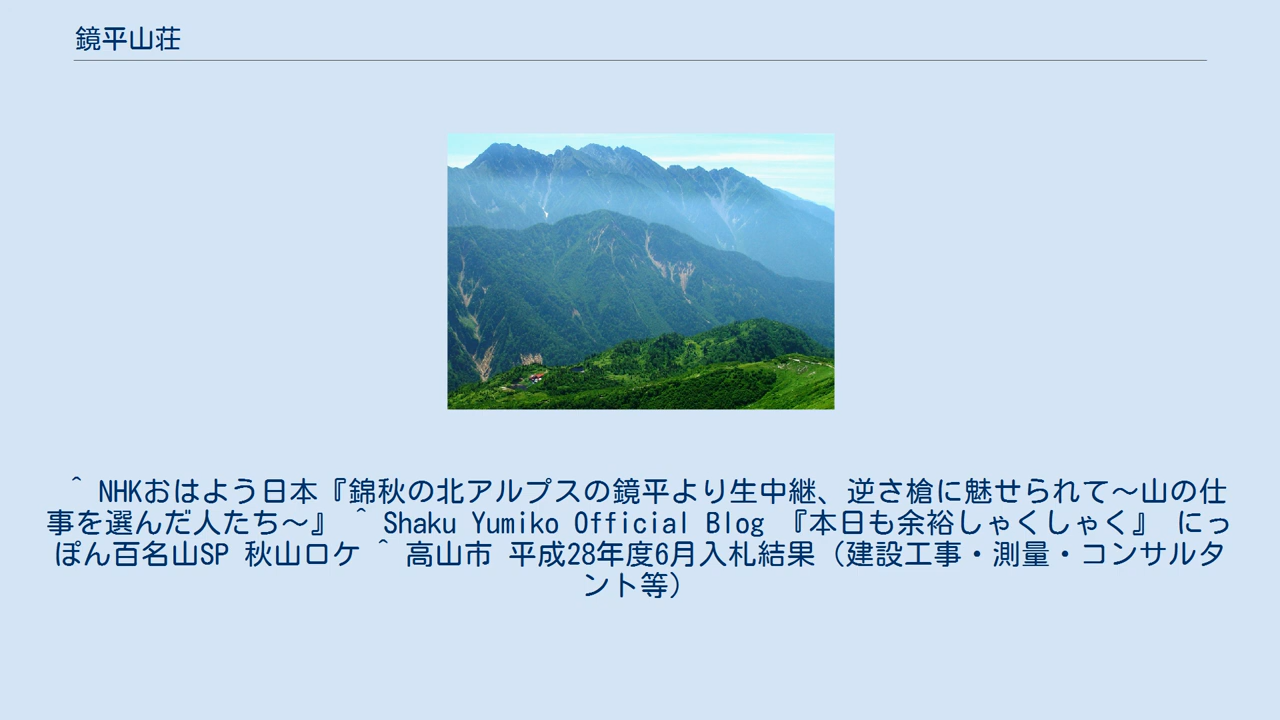 鏡平山荘
^ NHKおはよう日本『錦秋の北アルプスの鏡平より生中継、逆さ槍に魅せられて〜山の仕
事を選んだ人たち〜』 ^ Shaku Yumiko Official Blog 『本日も余裕しゃくしゃく』 にっ
ぽん百名山SP 秋山ロケ ^ 高山市 平成28年度6月入札結果（建設工事・測量・コンサルタ
ント等）